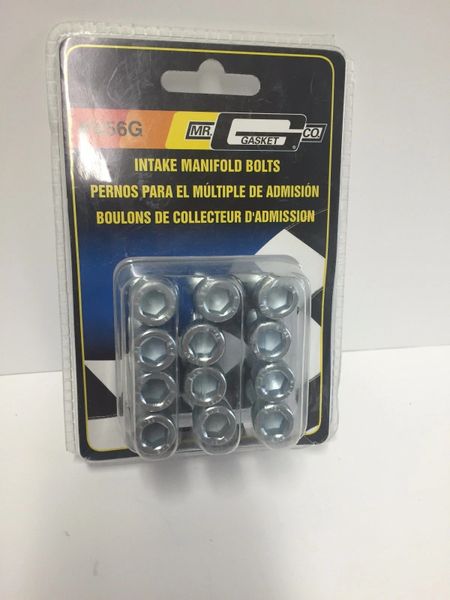 MR. GASKET CO.
INTAKE MANIFOLD BOLTS
PERNOS PARA EL MÚLTIPLE DE ADMISIÓN
BOULONS DE COLLECTEUR D'ADMISSION